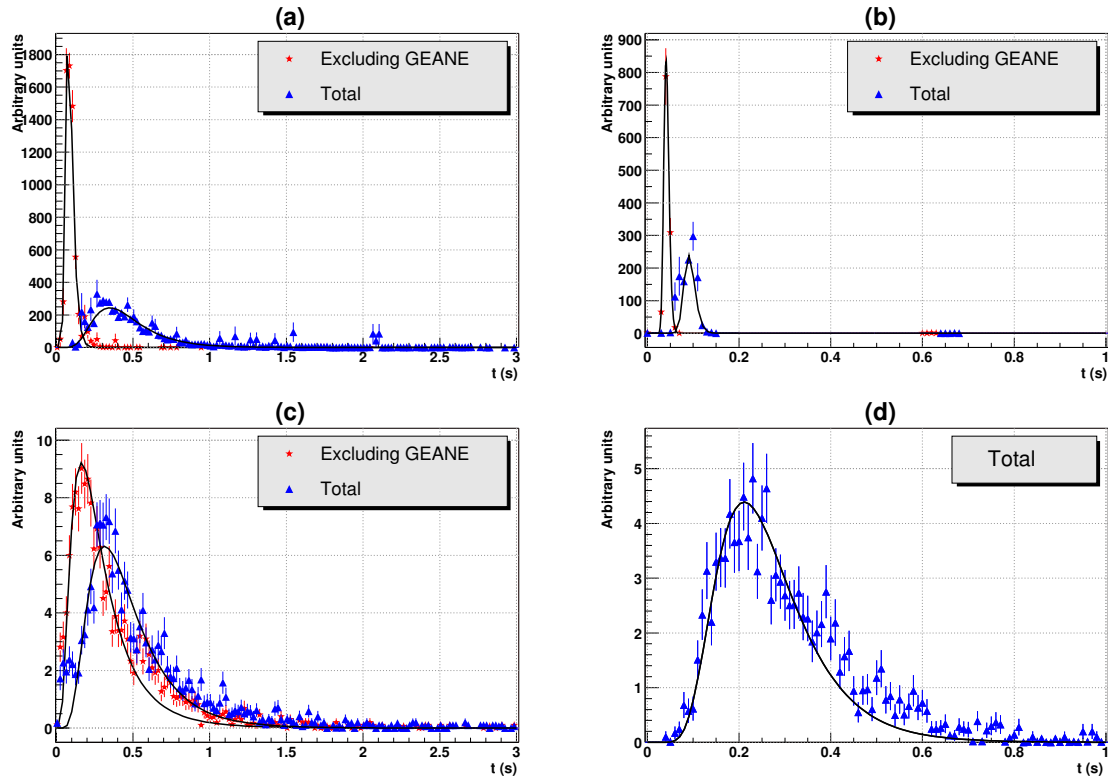 (a)
Arbitrary units
1800
1600
1400
1200
1000
800
600
400
200
0
0 0.5 1 1.5 2 2.5 3
t (s)
Excluding GEANE
Total
(b)
Arbitrary units
900
800
700
600
500
400
300
200
100
0
0 0.2 0.4 0.6 0.8 1
t (s)
Excluding GEANE
Total
(c)
Arbitrary units
10
8
6
4
2
0
0 0.5 1 1.5 2 2.5 3
t (s)
Excluding GEANE
Total
(d)
Arbitrary units
5
4
3
2
1
0
0 0.2 0.4 0.6 0.8 1
t (s)
Total